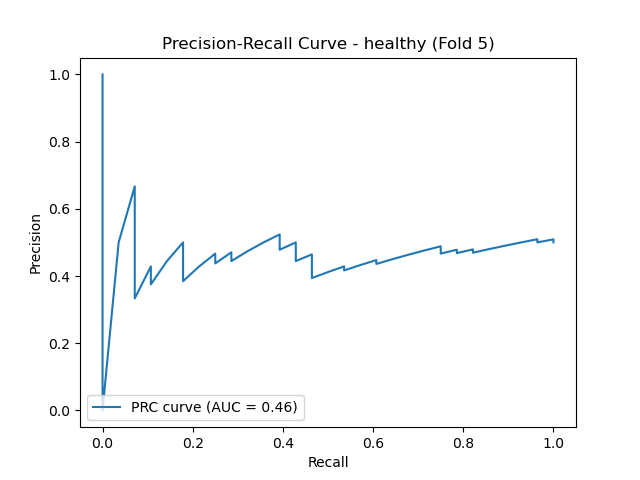 Precision-Recall Curve - healthy (Fold 5)
1.0
0.8
0.6
0.4
0.2
0.0
Precision
PRC curve (AUC = 0.46)
0.0 0.2 0.4 0.6 0.8 1.0
Recall